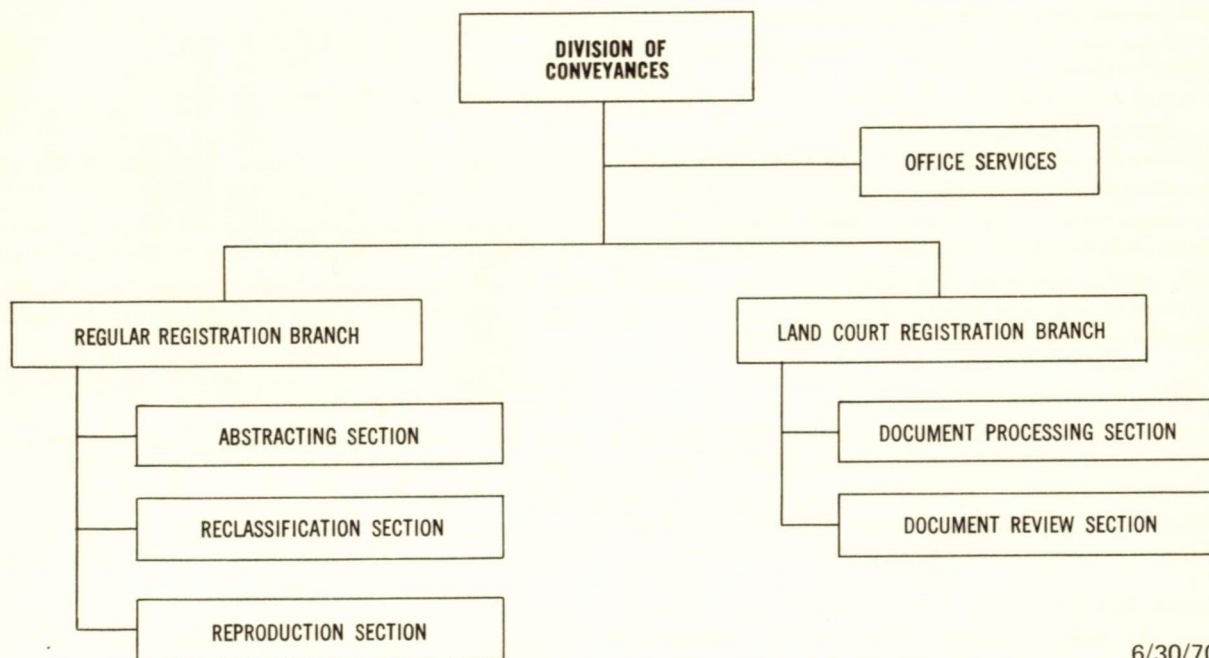 DIVISION OF
CONVEYANCES
OFFICE SERVICES
REGULAR REGISTRATION BRANCH
LAND COURT REGISTRATION BRANCH
ABSTRACTING SECTION
DOCUMENT PROCESSING SECTION
RECLASSIFICATION SECTION
DOCUMENT REVIEW SECTION
REPRODUCTION SECTION
6/30/70